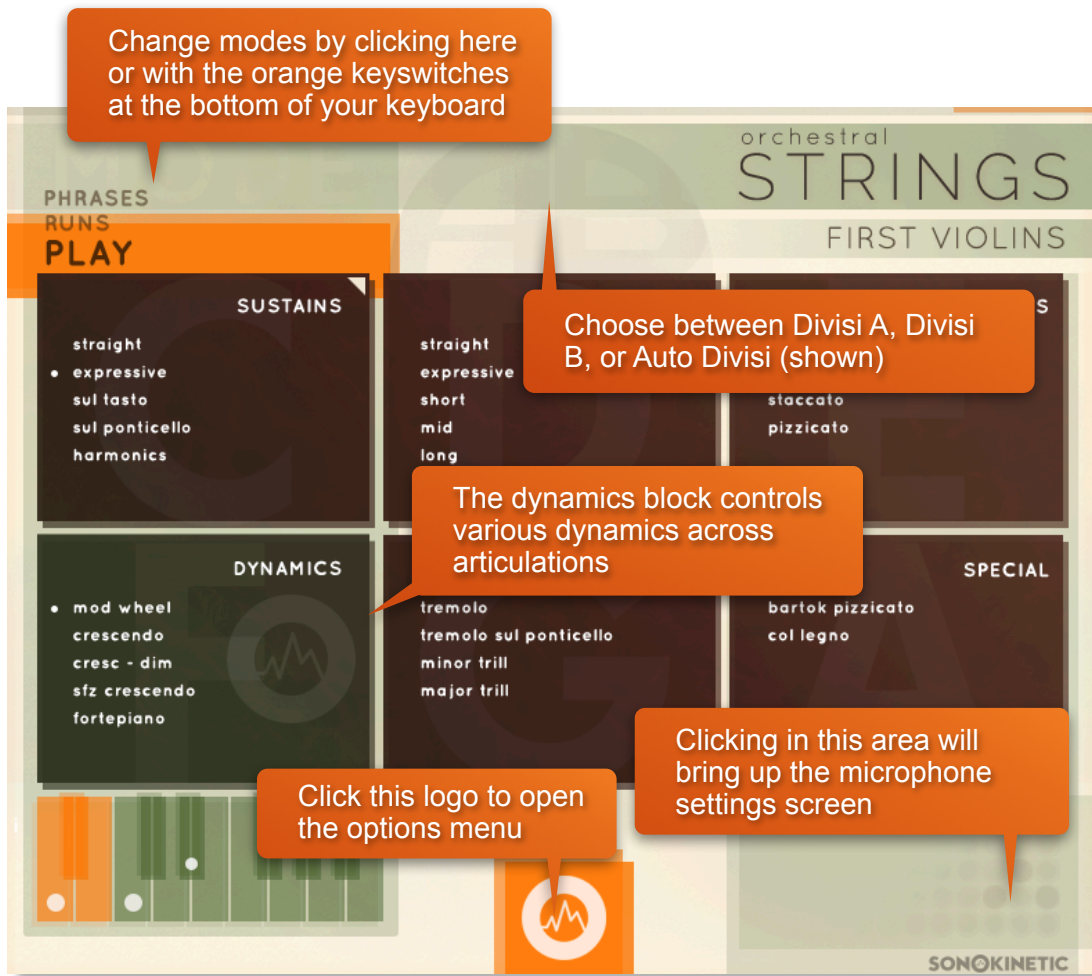 Change modes by clicking here
or with the orange keyswitches
at the bottom of your keyboard
orchestral
STRINGS
FIRST VIOLINS
PHRASES
RUNS
PLAY
Choose between Divisi A, Divisi
B, or Auto Divisi (shown)
SUSTAINS
straight
expressive
sul tasto
sul ponticello
harmonics
straight
expressive
short
mid
long
S
staccato
pizzicato
The dynamics block controls
various dynamics across
articulations
DYNAMICS
mod wheel
crescendo
cresc - dim
sfz crescendo
fortepiano
tremolo
tremolo sul ponticello
minor trill
major trill
SPECIAL
bartok pizzicato
col legno
Click this logo to open
the options menu
Clicking in this area will
bring up the microphone
settings screen
SONOKINETIC